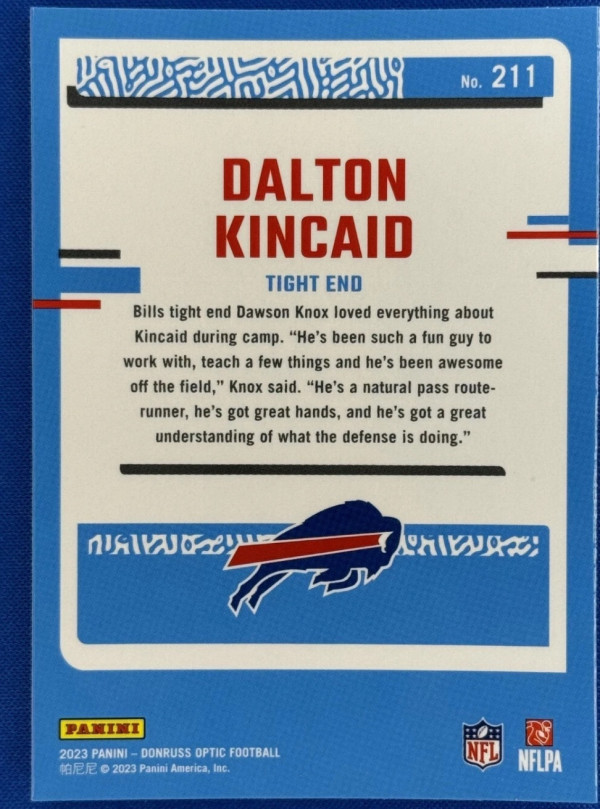 No. 211
DALTON
KINCAID
TIGHT END
Bills tight end Dawson Knox loved everything about
Kincaid during camp. “He’s been such a fun guy to
work with, teach a few things and he’s been awesome
off the field,” Knox said. “He’s a natural pass route-
runner, he’s got great hands, and he’s got a great
understanding of what the defense is doing.”
PANINI
2023 PANINI – DONRUSS OPTIC FOOTBALL
帕尼尼 © 2023 Panini America, Inc.
NFL
NFLPA